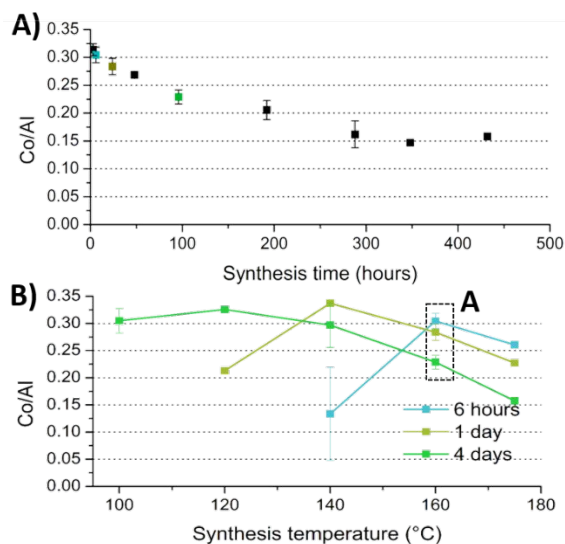 A)
0.35
0.30
0.25
0.20
0.15
0.10
0.05
0.00
Co/Al
0 100 200 300 400 500
Synthesis time (hours)
B)
0.35
0.30
0.25
0.20
0.15
0.10
0.05
0.00
Co/Al
A
6 hours
1 day
4 days
100 120 140 160 180
Synthesis temperature (°C)